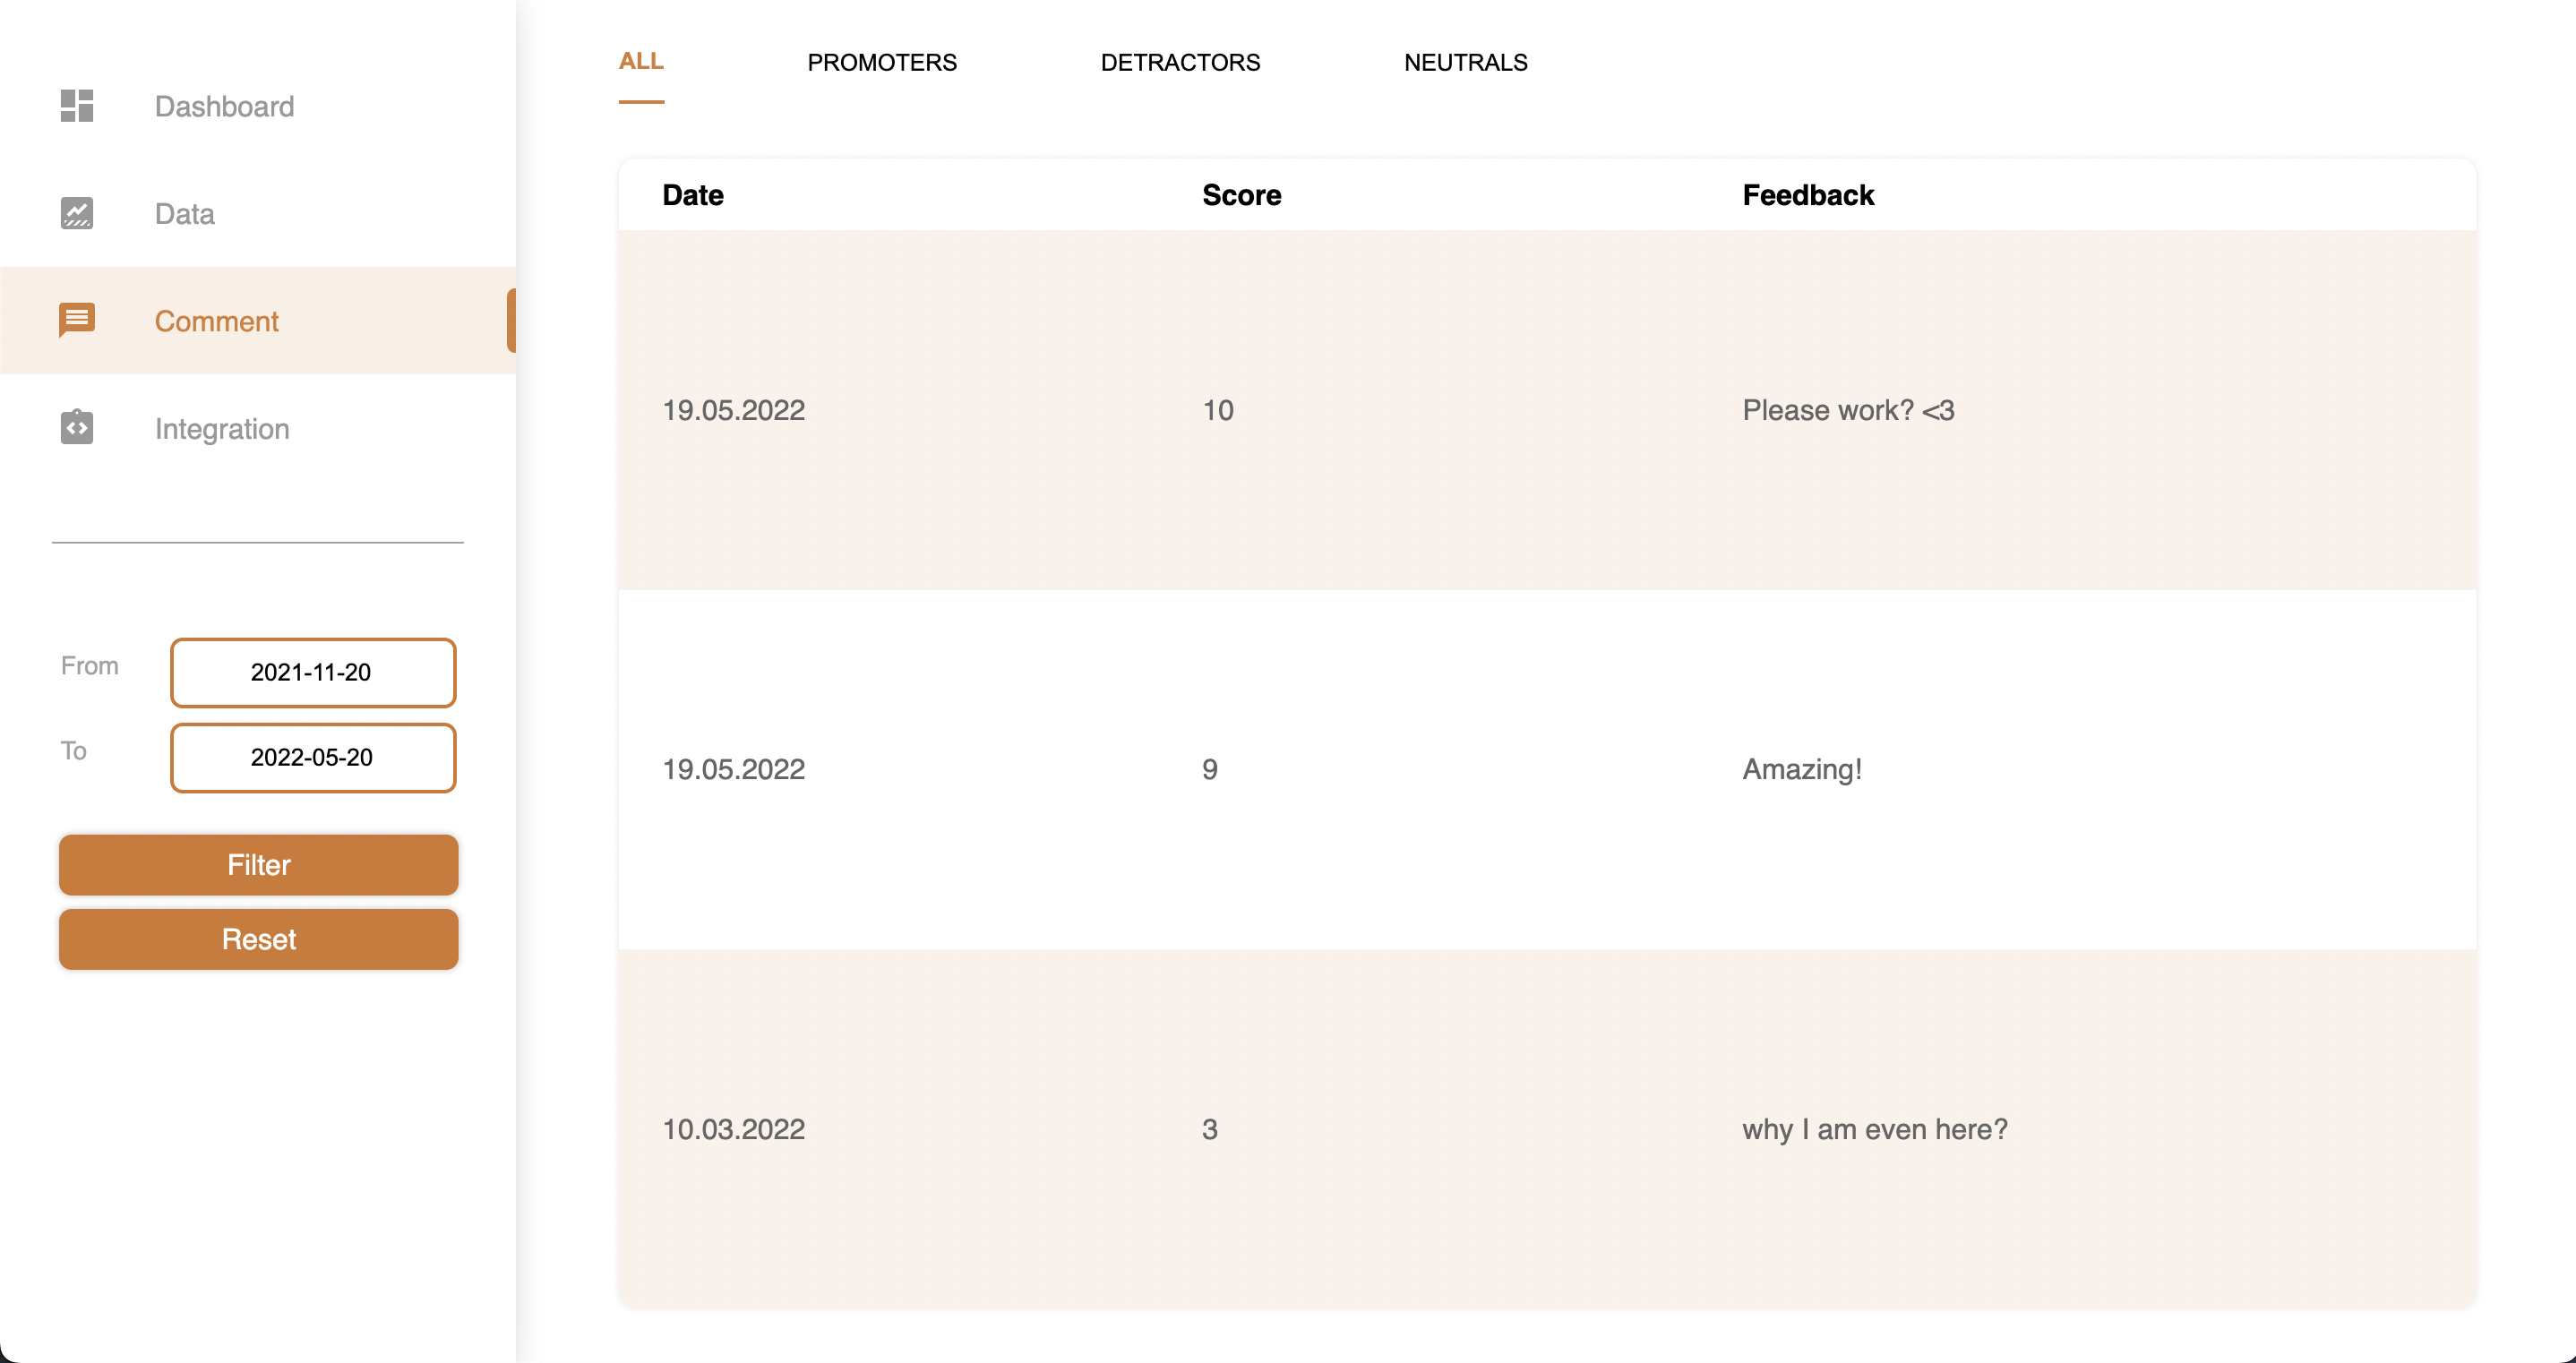 Dashboard
Data
Comment
Integration
From 2021-11-20
To 2022-05-20
Filter
Reset
ALL PROMOTERS DETRACTORS NEUTRALS
Date Score Feedback
19.05.2022 10 Please work? <3
19.05.2022 9 Amazing!
10.03.2022 3 why I am even here?